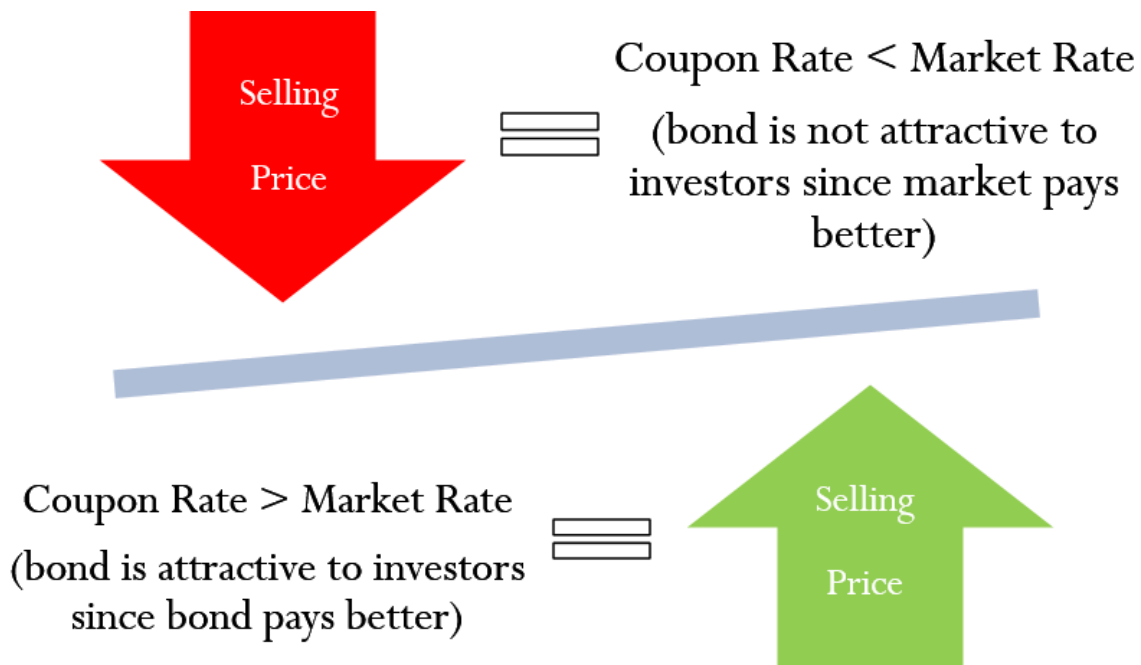 Selling
Price
Coupon Rate < Market Rate
(bond is not attractive to
investors since market pays
better)
Coupon Rate > Market Rate
(bond is attractive to investors
since bond pays better)
Selling
Price